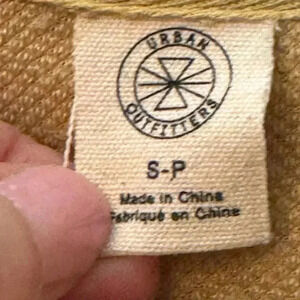 URBAN
OUTFITTERS
S-P
Made in China
Fabriqué en Chine